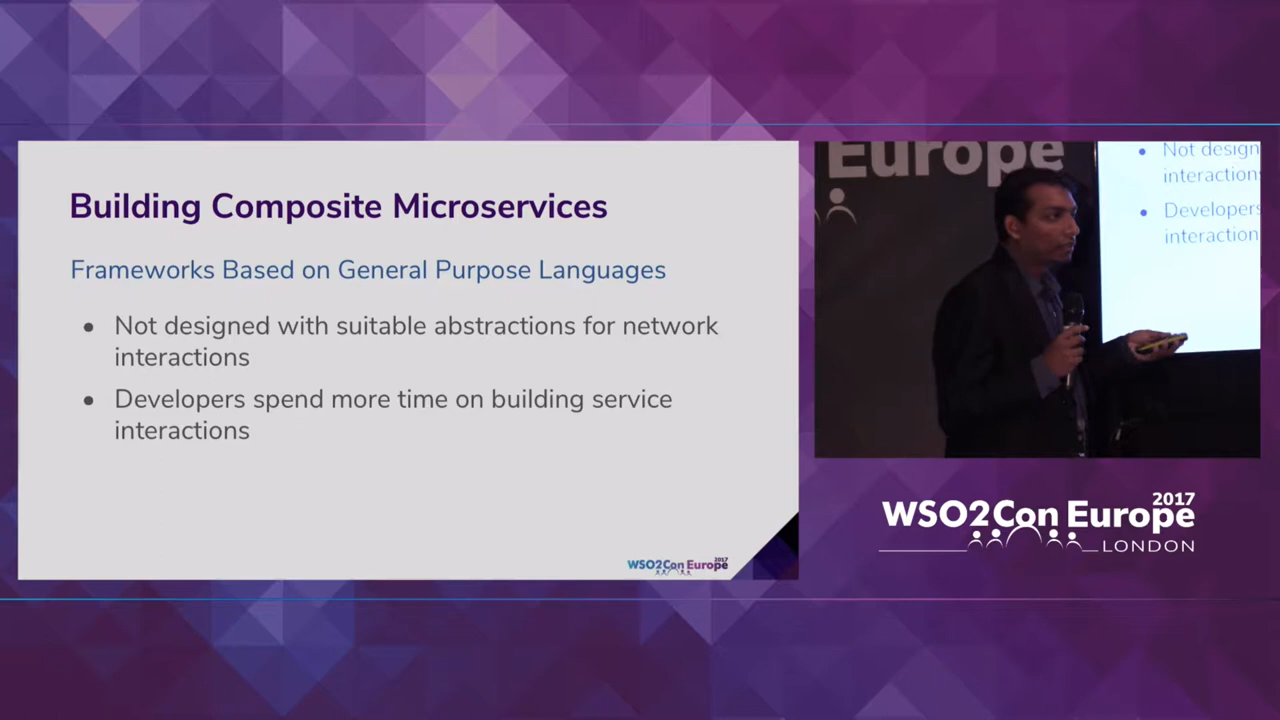 Building Composite Microservices
Frameworks Based on General Purpose Languages
• Not designed with suitable abstractions for network
interactions
• Developers spend more time on building service
interactions
WSO2Con Europe 2017
Europe
• Not design
interactions
• Developers
interaction
2017
WSO2Con Europe
LONDON